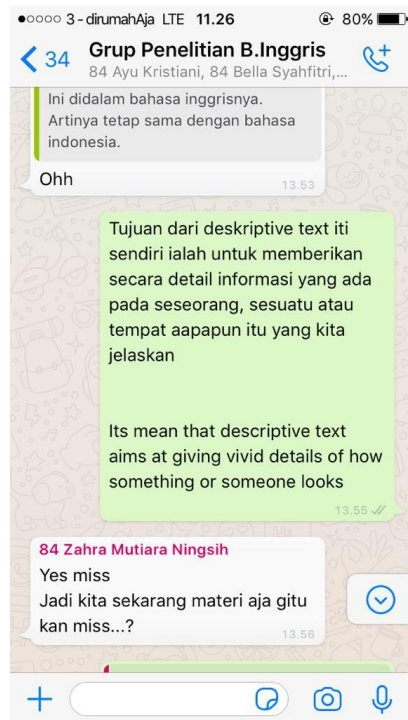 3-dirumahAja LTE 11.26 80%
34 Grup Penelitian B.Inggris
84 Ayu Kristiani, 84 Bella Syahfitri,...
Ini didalam bahasa inggrisnya.
Artinya tetap sama dengan bahasa
indonesia.
Ohh
13.53
Tujuan dari deskriptive text iti
sendiri ialah untuk memberikan
secara detail informasi yang ada
pada seseorang, sesuatu atau
tempat aapapun itu yang kita
jelaskan
Its mean that descriptive text
aims at giving vivid details of how
something or someone looks
13.55
84 Zahra Mutiara Ningsih
Yes miss
Jadi kita sekarang materi aja gitu
kan miss...?
13.56